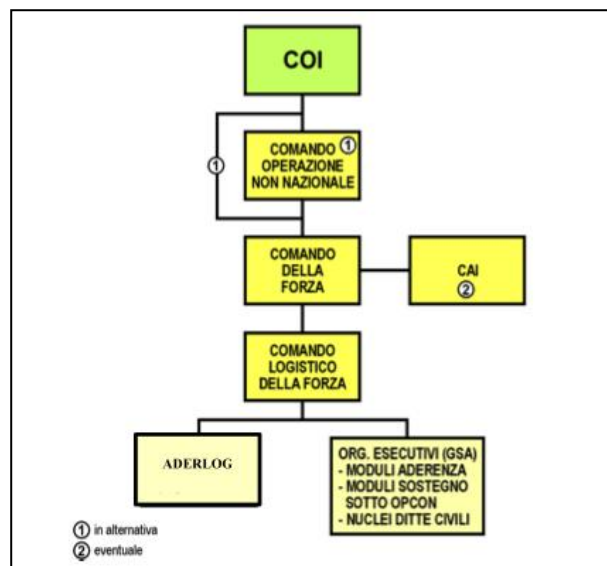 COI
COMANDO ①
OPERAZIONE
NON NAZIONALE
①
COMANDO
DELLA
FORZA
CAI
②
COMANDO
LOGISTICO
DELLA FORZA
ADERLOG
ORG. ESECUTIVI (GSA)
- MODULI ADERENZA
- MODULI SOSTEGNO
SOTTO OPCON
- NUCLEI DITTE CIVILI
① in alternativa
② eventuale